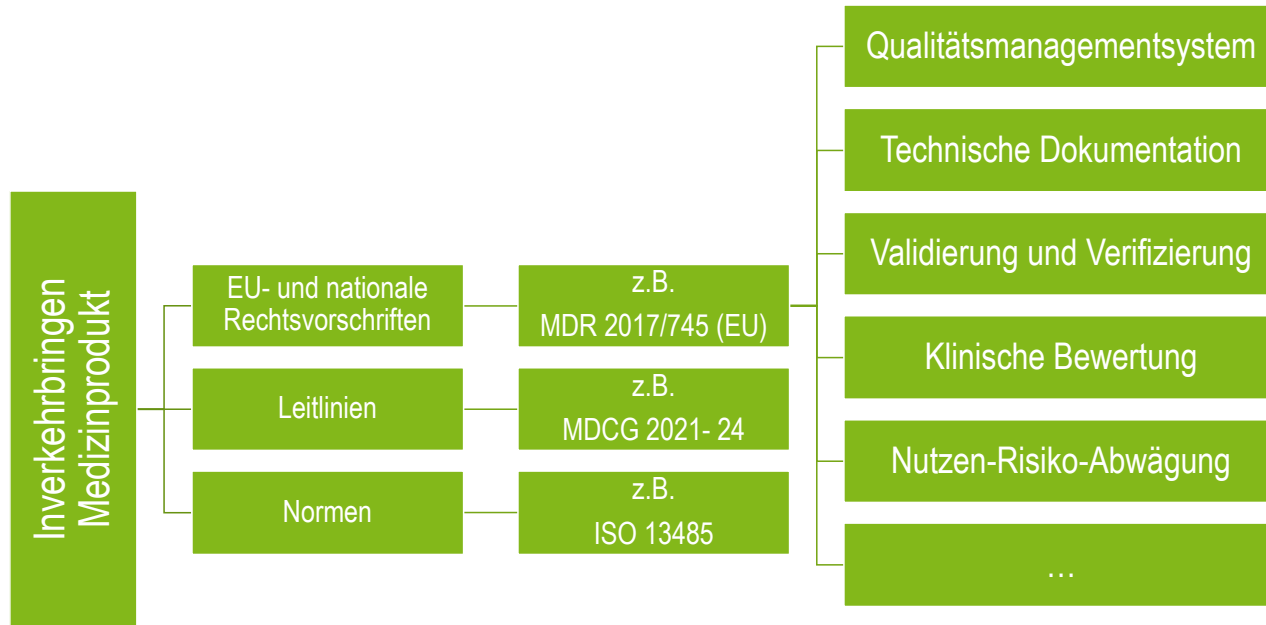 Inverkehrbringen
Medizinprodukt
EU- und nationale
Rechtsvorschriften
z.B.
MDR 2017/745 (EU)
Qualitätsmanagementsystem
Technische Dokumentation
Validierung und Verifizierung
Klinische Bewertung
Nutzen-Risiko-Abwägung
…
Leitlinien
z.B.
MDCG 2021- 24
Normen
z.B.
ISO 13485